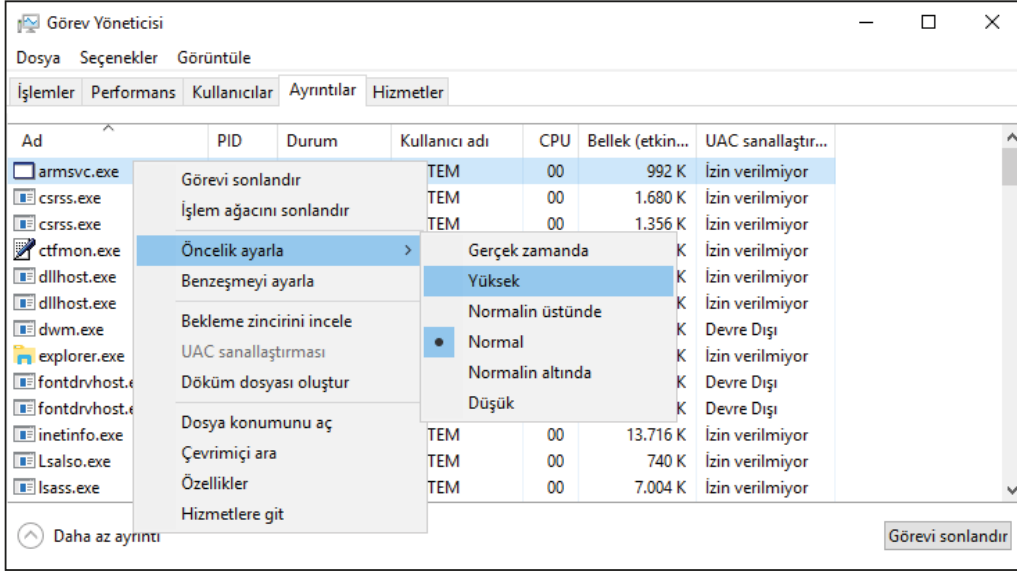 Görev Yöneticisi
Dosya Seçenekler Görüntüle
İşlemler Performans Kullanıcılar Ayrıntılar Hizmetler
Ad PID Durum Kullanıcı adı CPU Bellek (etkin... UAC sanallaştır...
armsvc.exe TEM 00 992 K İzin verilmiyor
csrss.exe TEM 00 1.680 K İzin verilmiyor
csrss.exe TEM 00 1.356 K İzin verilmiyor
ctfmon.exe K İzin verilmiyor
dllhost.exe K İzin verilmiyor
dllhost.exe K İzin verilmiyor
dwm.exe K Devre Dışı
explorer.exe K İzin verilmiyor
fontdrvhost.e K Devre Dışı
fontdrvhost.e K Devre Dışı
inetinfo.exe TEM 00 13.716 K İzin verilmiyor
Lsalso.exe TEM 00 740 K İzin verilmiyor
lsass.exe TEM 00 7.004 K İzin verilmiyor
Görevi sonlandır
İşlem ağacını sonlandır
Öncelik ayarla
Benzeşmeyi ayarla
Bekleme zincirini incele
UAC sanallaştırması
Döküm dosyası oluştur
Dosya konumunu aç
Çevrimiçi ara
Özellikler
Hizmetlere git
Gerçek zamanda
Yüksek
Normalin üstünde
Normal
Normalin altında
Düşük
Daha az ayrıntı
Görevi sonlandır